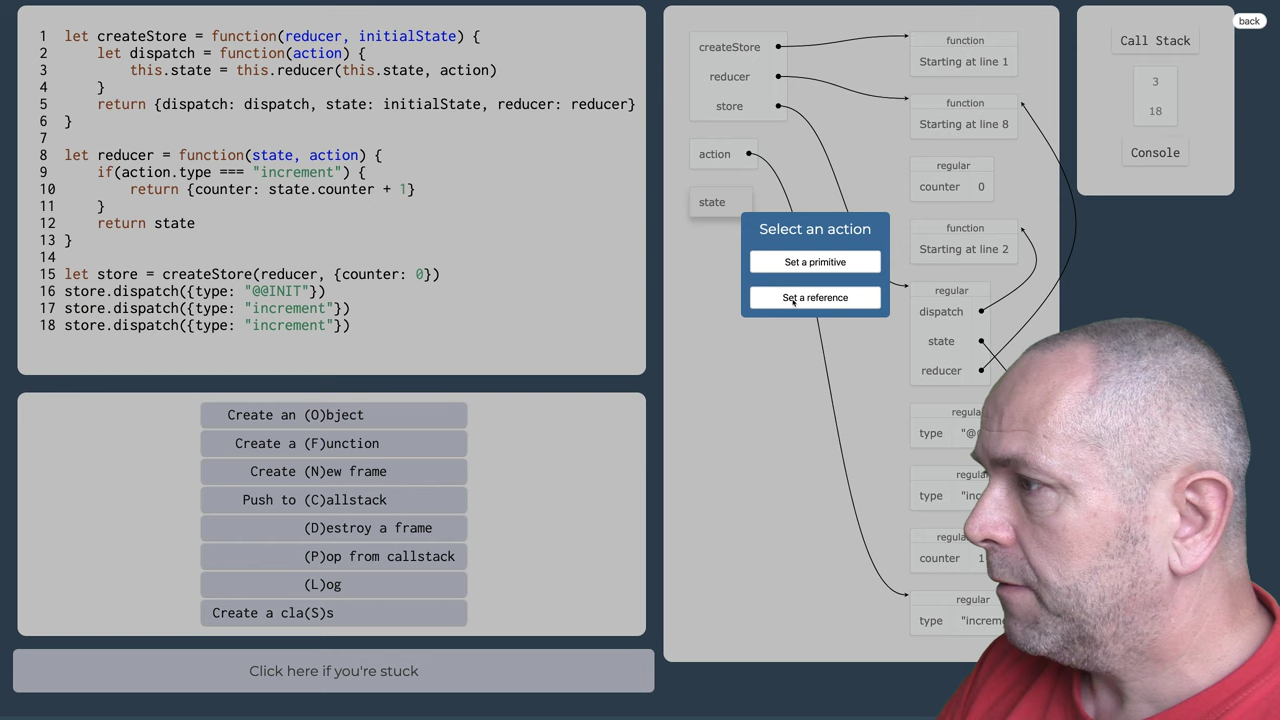 1 let createStore = function(reducer, initialState) {
2 let dispatch = function(action) {
3 this.state = this.reducer(this.state, action)
4 }
5 return {dispatch: dispatch, state: initialState, reducer: reducer}
6 }
7
8 let reducer = function(state, action) {
9 if(action.type === "increment") {
10 return {counter: state.counter + 1}
11 }
12 return state
13 }
14
15 let store = createStore(reducer, {counter: 0})
16 store.dispatch({type: "@@INIT"})
17 store.dispatch({type: "increment"})
18 store.dispatch({type: "increment"})
Create an (O)bject
Create a (F)unction
Create (N)ew frame
Push to (C)allstack
(D)estroy a frame
(P)op from callstack
(L)og
Create a cla(S)s
Click here if you're stuck
createStore
reducer
store
action
state
Select an action
Set a primitive
Set a reference
function
Starting at line 1
function
Starting at line 8
regular
counter 0
function
Starting at line 2
regular
dispatch
state
reducer
regula
type "@
regula
type "inc
regula
counter 1
regular
type "increme
Call Stack
3
18
Console
back